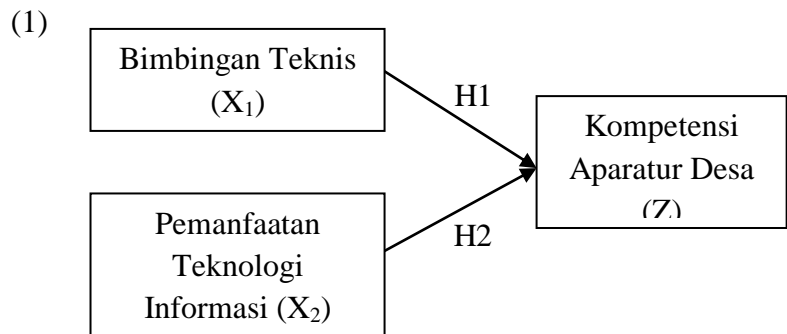 (1)
Bimbingan Teknis
(X₁)
H1
Kompetensi
Aparatur Desa
(Z)
Pemanfaatan
Teknologi
Informasi (X₂)
H2